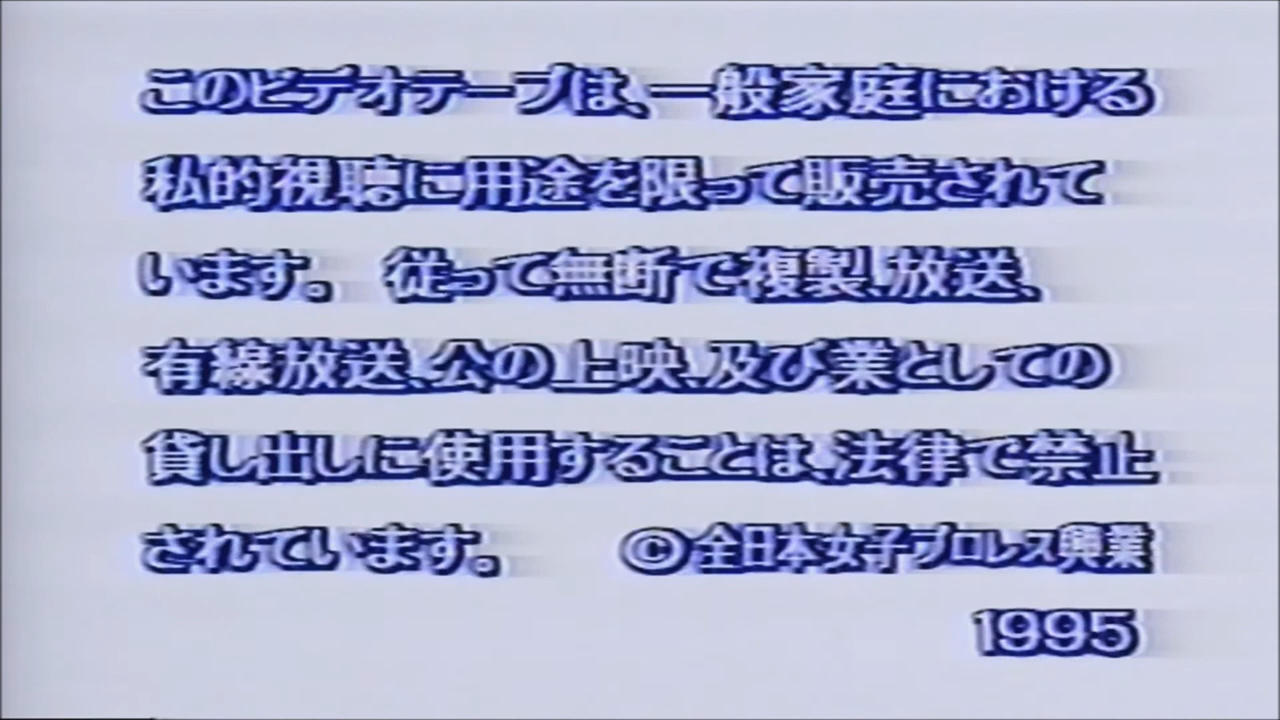 このビデオテープは、一般家庭における
私的視聴に用途を限って販売されて
います。 従って無断で複製、放送、
有線放送、公の上映、及び業としての
貸し出しに使用することは、法律で禁止
されています。 ©全日本女子プロレス興業
1995